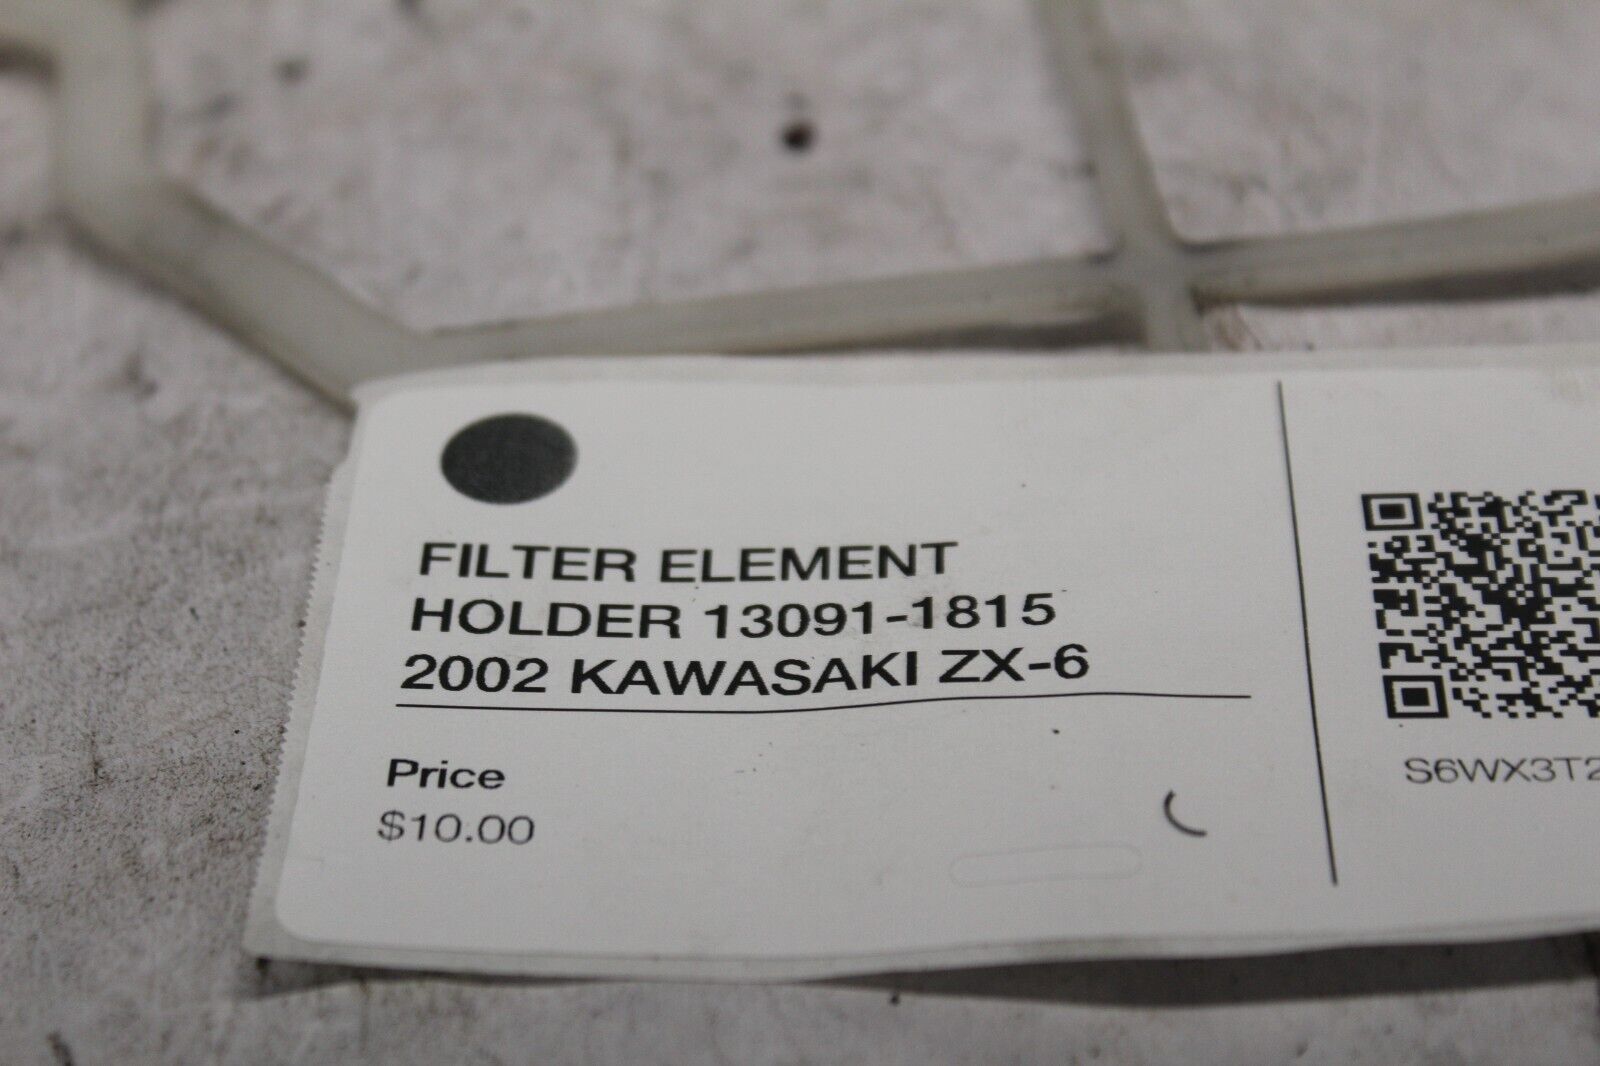 FILTER ELEMENT
HOLDER 13091-1815
2002 KAWASAKI ZX-6
Price
$10.00
S6WX3T2